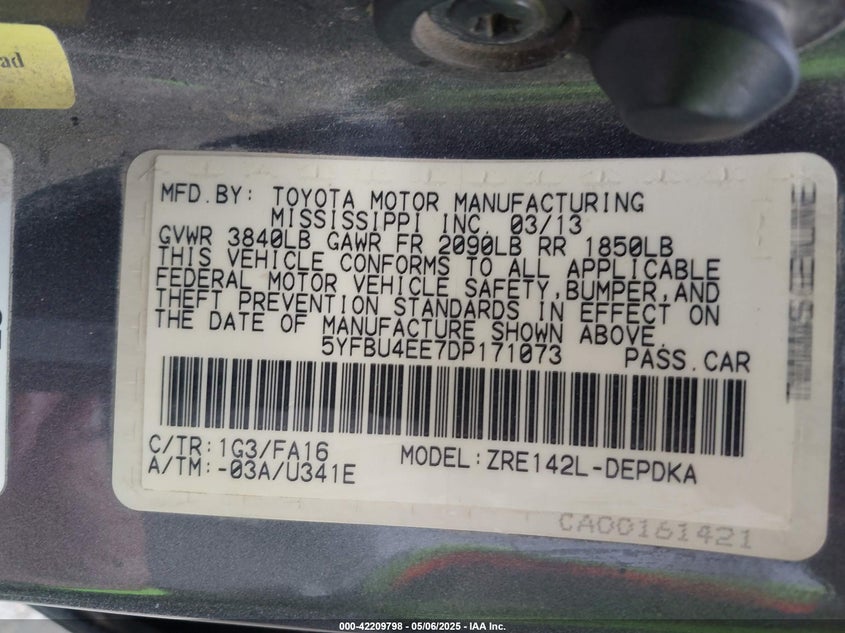 ad
MFD.BY: TOYOTA MOTOR MANUFACTURING
MISSISSIPPI INC. 03/13
GVWR 3840LB GAWR FR 2090LB RR 1850LB
THIS VEHICLE CONFORMS TO ALL APPLICABLE
FEDERAL MOTOR VEHICLE SAFETY,BUMPER,AND
THEFT PREVENTION STANDARDS IN EFFECT ON
THE DATE OF MANUFACTURE SHOWN ABOVE.
5YFBU4EE7DP171073 PASS.CAR
C/TR:1G3/FA16 MODEL:ZRE142L-DEPDKA
A/TM:-03A/U341E
CA00161421
000-42209798 - 05/06/2025 - IAA Inc.